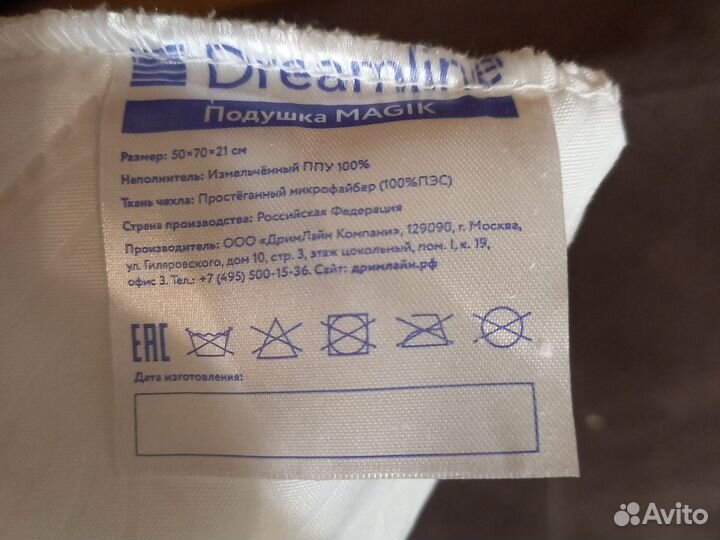 Dreamline
Подушка MAGIK
Размер: 50×70×21 см
Наполнитель: Измельчённый ППУ 100%
Ткань чехла: Простёганный микрофайбер (100%ПЭС)
Страна производства: Российская Федерация
Производитель: ООО «ДримЛайн Компани», 129090, г. Москва,
ул. Гиляровского, дом 10, стр. 3, этаж цокольный, пом. I, к. 19,
офис 3. Тел.: +7 (495) 500-15-36. Сайт: дримлайн.рф
EAC
Дата изготовления:
Avito